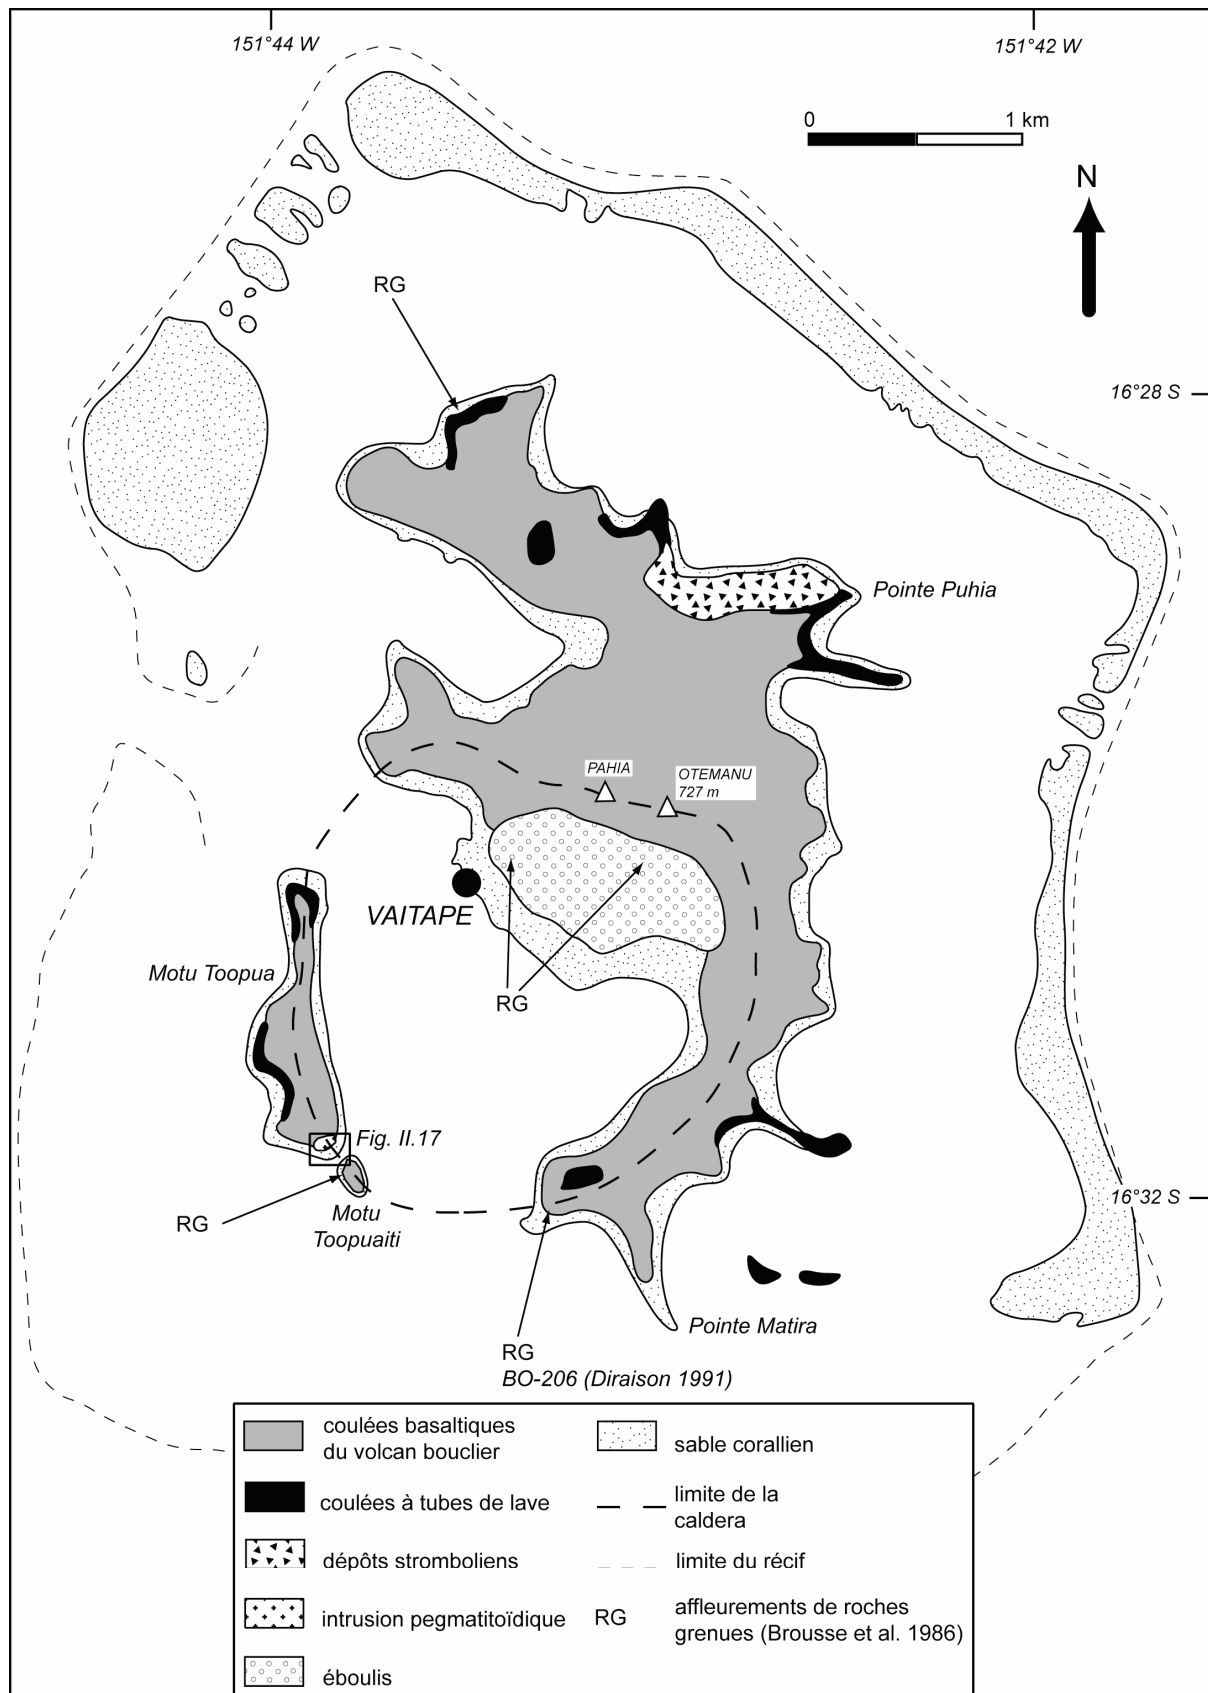 151°44 W
151°42 W
0
1 km
N
RG
16°28 S
Pointe Puhia
PAHIA
OTEMANU
727 m
VAITAPE
Motu Toopua
RG
Fig. II.17
RG
Motu
Toopuaiti
16°32 S
Pointe Matira
RG
BO-206 (Diraison 1991)
coulées basaltiques
du volcan bouclier
coulées à tubes de lave
dépôts stromboliens
intrusion pegmatitoïdique
éboulis
sable corallien
limite de la
caldera
limite du récif
RG
affleurements de roches
grenues (Brousse et al. 1986)